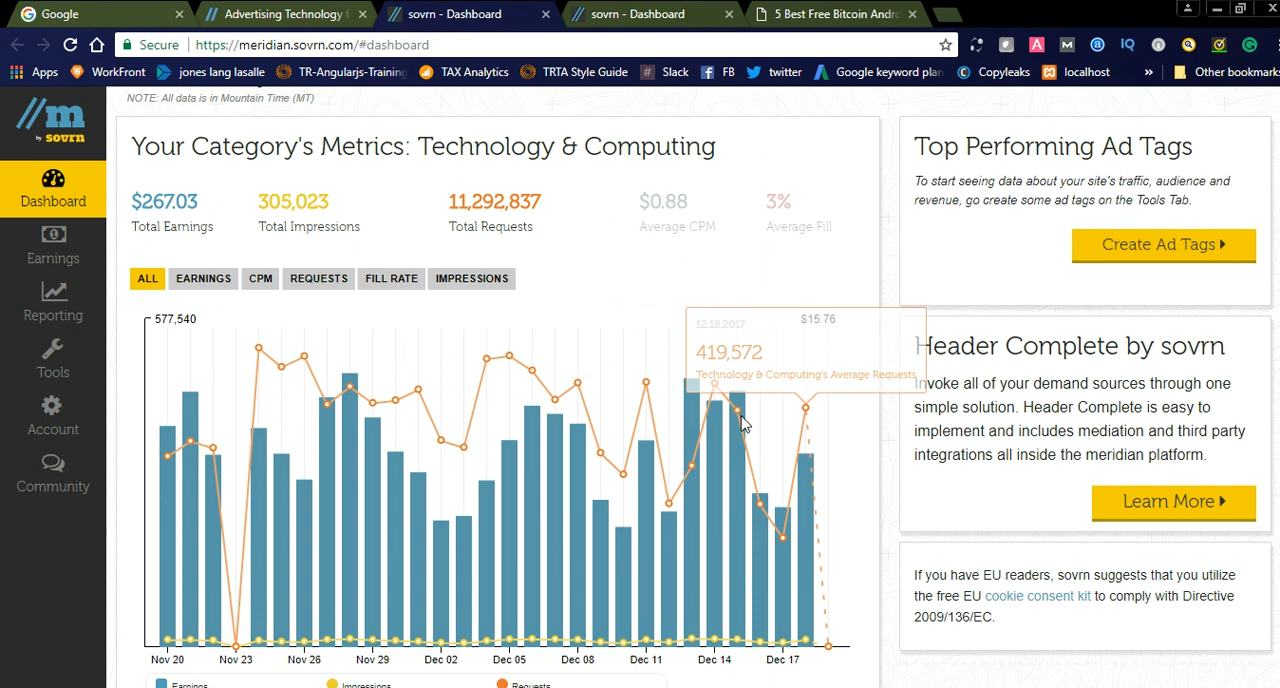 Google
Advertising Technology f
sovrn - Dashboard
sovrn - Dashboard
5 Best Free Bitcoin Andr
Secure
https://meridian.sovrn.com/#dashboard
Apps
WorkFront
jones lang lasalle
TR-Angularjs-Training
TAX Analytics
TRTA Style Guide
Slack
FB
twitter
Google keyword plan
Copyleaks
localhost
»
Other bookmarks
NOTE: All data is in Mountain Time (MT)
//m
by sovrn
Dashboard
Earnings
Reporting
Tools
Account
Community
Your Category's Metrics: Technology & Computing
$267.03
Total Earnings
305,023
Total Impressions
11,292,837
Total Requests
$0.88
Average CPM
3%
Average Fill
ALL
EARNINGS
CPM
REQUESTS
FILL RATE
IMPRESSIONS
577,540
12.18.2017
$15.76
419,572
Technology & Computing's Average Requests
Nov 20
Nov 23
Nov 26
Nov 29
Dec 02
Dec 05
Dec 08
Dec 11
Dec 14
Dec 17
Earnings
Impressions
Requests
Top Performing Ad Tags
To start seeing data about your site's traffic, audience and
revenue, go create some ad tags on the Tools Tab.
Create Ad Tags
Header Complete by sovrn
Invoke all of your demand sources through one
simple solution. Header Complete is easy to
implement and includes mediation and third party
integrations all inside the meridian platform.
Learn More
If you have EU readers, sovrn suggests that you utilize
the free EU cookie consent kit to comply with Directive
2009/136/EC.